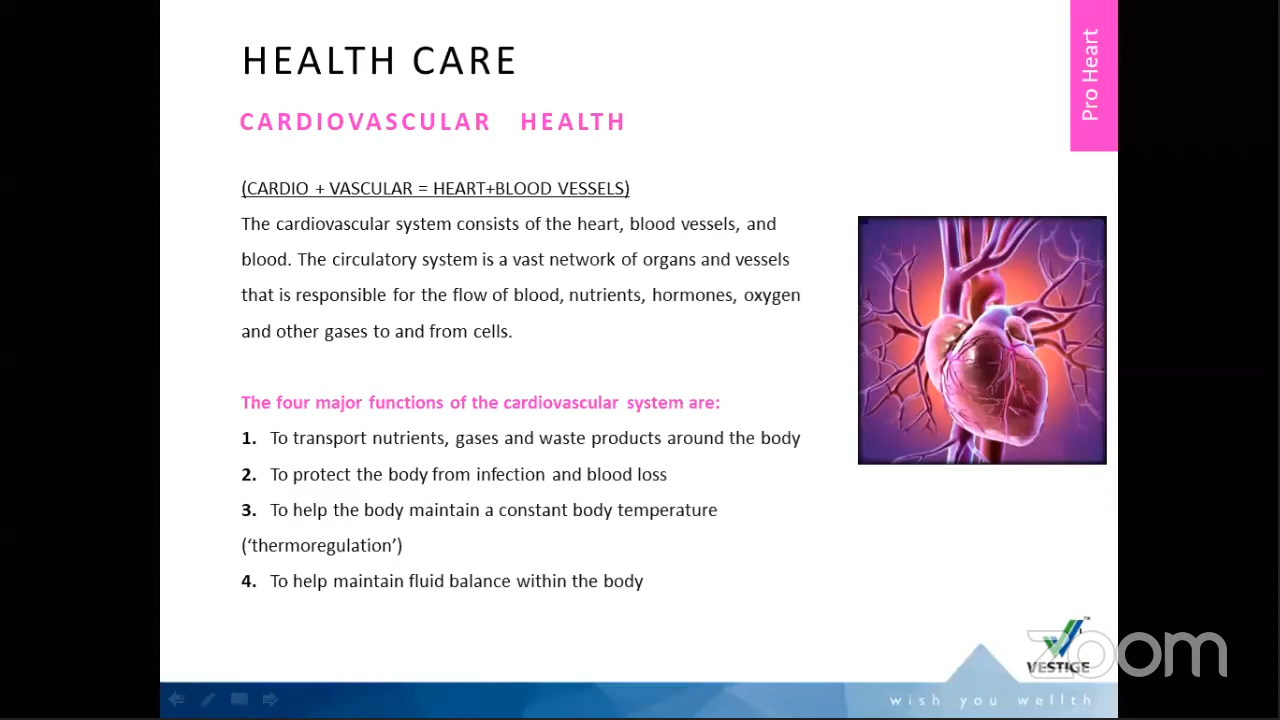 HEALTH CARE
Pro Heart
CARDIOVASCULAR HEALTH
(CARDIO + VASCULAR = HEART+BLOOD VESSELS)
The cardiovascular system consists of the heart, blood vessels, and
blood. The circulatory system is a vast network of organs and vessels
that is responsible for the flow of blood, nutrients, hormones, oxygen
and other gases to and from cells.
The four major functions of the cardiovascular system are:
1. To transport nutrients, gases and waste products around the body
2. To protect the body from infection and blood loss
3. To help the body maintain a constant body temperature
(‘thermoregulation’)
4. To help maintain fluid balance within the body
TM
zoom
VESTIGE
wish you wellth